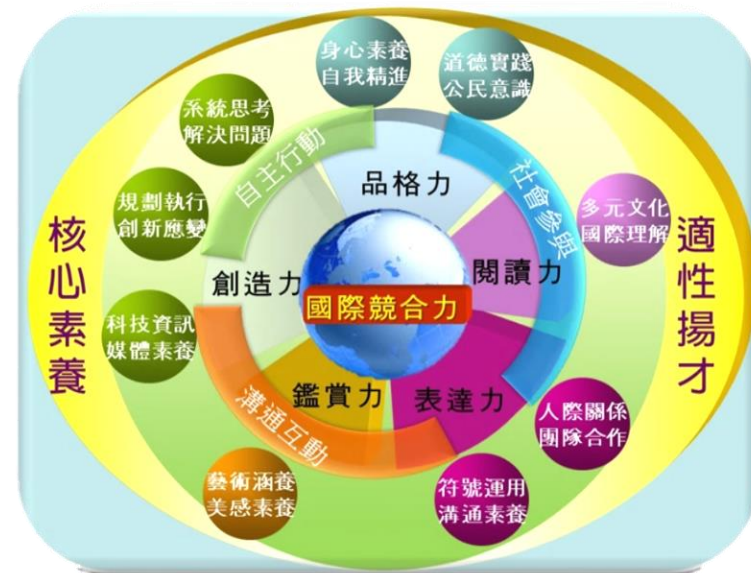 身心素養
自我精進
道德實踐
公民意識
系統思考
解決問題
自主行動
品格力
社會參與
規劃執行
創新應變
多元文化
國際理解
核心素養
適性揚才
創造力
閱讀力
國際競合力
科技資訊
媒體素養
鑑賞力
表達力
溝通互動
人際關係
團隊合作
藝術涵養
美感素養
符號運用
溝通素養